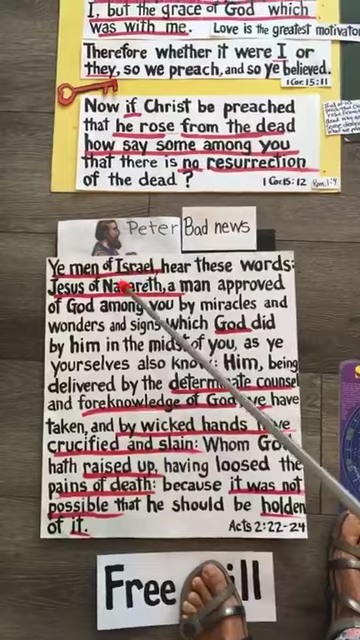 I, but the grace of God which
was with me. Love is the greatest motivator
Therefore whether it were I or
they, so we preach, and so ye believed.
1 Cor. 15:11
Now if Christ be preached
that he rose from the dead
how say some among you
that there is no resurrection
of the dead? 1 Cor 15:12
Rom. 1:4
Peter Bad news
Ye men of Israel, hear these words:
Jesus of Nazareth, a man approved
of God among you by miracles and
wonders and signs which God did
by him in the midst of you, as ye
yourselves also know: Him, being
delivered by the determinate counsel
and foreknowledge of God, ye have
taken, and by wicked hands have
crucified and slain: Whom God
hath raised up, having loosed the
pains of death: because it was not
possible that he should be holden
of it. Acts 2:22-24
Free ill